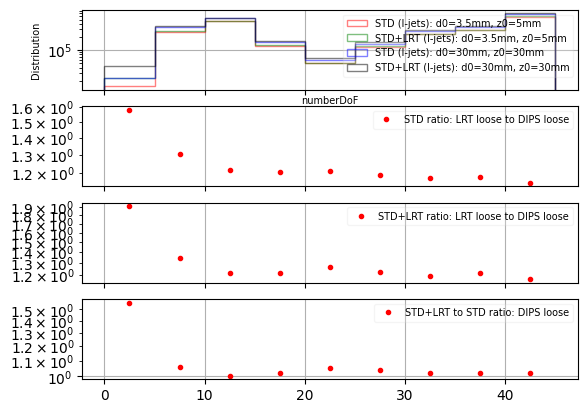 Distribution
10^5
STD (l-jets): d0=3.5mm, z0=5mm
STD+LRT (l-jets): d0=3.5mm, z0=5mm
STD (l-jets): d0=30mm, z0=30mm
STD+LRT (l-jets): d0=30mm, z0=30mm
numberDoF
1.6 × 10^0
1.5 × 10^0
1.4 × 10^0
1.3 × 10^0
1.2 × 10^0
STD ratio: LRT loose to DIPS loose
1.9 × 10^0
1.8 × 10^0
1.7 × 10^0
1.6 × 10^0
1.5 × 10^0
1.4 × 10^0
1.3 × 10^0
1.2 × 10^0
STD+LRT ratio: LRT loose to DIPS loose
1.5 × 10^0
1.4 × 10^0
1.3 × 10^0
1.2 × 10^0
1.1 × 10^0
10^0
STD+LRT to STD ratio: DIPS loose
0 10 20 30 40